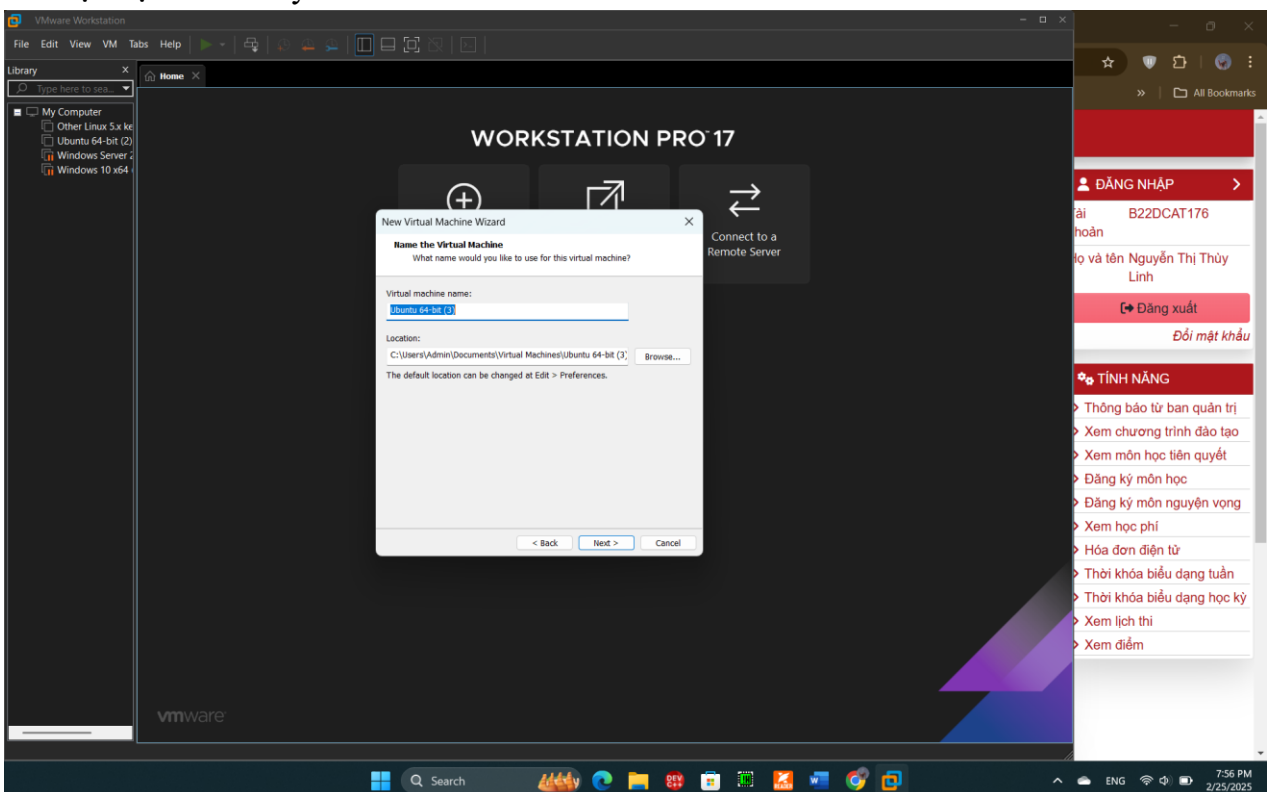 VMware Workstation
File Edit View VM Tabs Help
Library
Type here to sea...
My Computer
Other Linux 5.x ke
Ubuntu 64-bit (2)
Windows Server 2
Windows 10 x64
Home
WORKSTATION PRO™ 17
Connect to a
Remote Server
New Virtual Machine Wizard
Name the Virtual Machine
What name would you like to use for this virtual machine?
Virtual machine name:
Ubuntu 64-bit (3)
Location:
C:\Users\Admin\Documents\Virtual Machines\Ubuntu 64-bit (3)
Browse...
The default location can be changed at Edit > Preferences.
< Back Next > Cancel
vmware
All Bookmarks
ĐĂNG NHẬP
B22DCAT176
và tên Nguyễn Thị Thùy
Linh
Đăng xuất
Đổi mật khẩu
TÍNH NĂNG
Thông báo từ ban quản trị
Xem chương trình đào tạo
Xem môn học tiên quyết
Đăng ký môn học
Đăng ký môn nguyện vọng
Xem học phí
Hóa đơn điện tử
Thời khóa biểu dạng tuần
Thời khóa biểu dạng học kỳ
Xem lịch thi
Xem điểm
Search
ENG
7:56 PM
2/25/2025